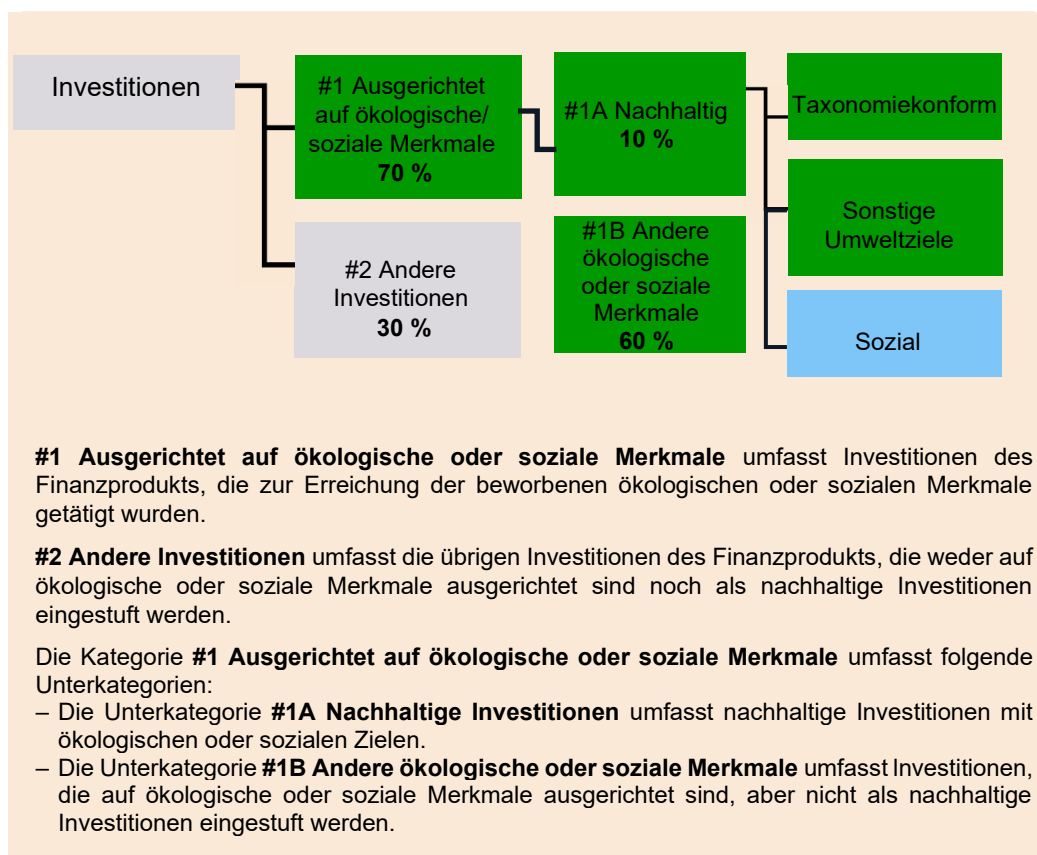 Investitionen
#1 Ausgerichtet
auf ökologische/
soziale Merkmale
70 %
#2 Andere
Investitionen
30 %
#1A Nachhaltig
10 %
#1B Andere
ökologische
oder soziale
Merkmale
60 %
Taxonomiekonform
Sonstige
Umweltziele
Sozial
#1 Ausgerichtet auf ökologische oder soziale Merkmale umfasst Investitionen des
Finanzprodukts, die zur Erreichung der beworbenen ökologischen oder sozialen Merkmale
getätigt wurden.
#2 Andere Investitionen umfasst die übrigen Investitionen des Finanzprodukts, die weder auf
ökologische oder soziale Merkmale ausgerichtet sind noch als nachhaltige Investitionen
eingestuft werden.
Die Kategorie #1 Ausgerichtet auf ökologische oder soziale Merkmale umfasst folgende
Unterkategorien:
– Die Unterkategorie #1A Nachhaltige Investitionen umfasst nachhaltige Investitionen mit
ökologischen oder sozialen Zielen.
– Die Unterkategorie #1B Andere ökologische oder soziale Merkmale umfasst Investitionen,
die auf ökologische oder soziale Merkmale ausgerichtet sind, aber nicht als nachhaltige
Investitionen eingestuft werden.